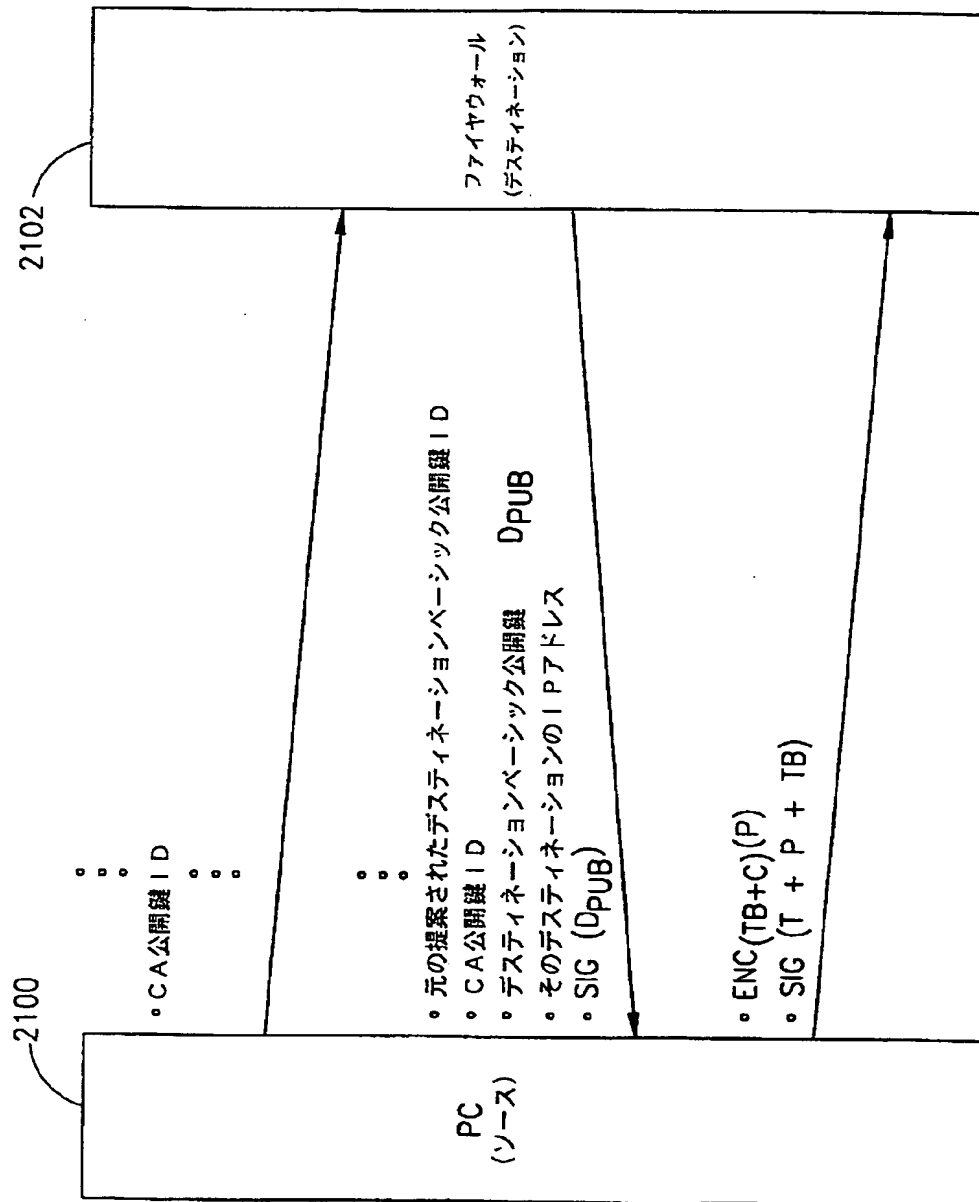 2100
2102
PC
(ソース)
ファイヤウォール
(デスティネーション)
• CA公開鍵ID
• 元の提案されたデスティネーションベーシック公開鍵ID
• CA公開鍵ID
• デスティネーションベーシック公開鍵 DPUB
• そのデスティネーションのIPアドレス
• SIG (DPUB)
• ENC(TB+C)(P)
• SIG (T + P + TB)